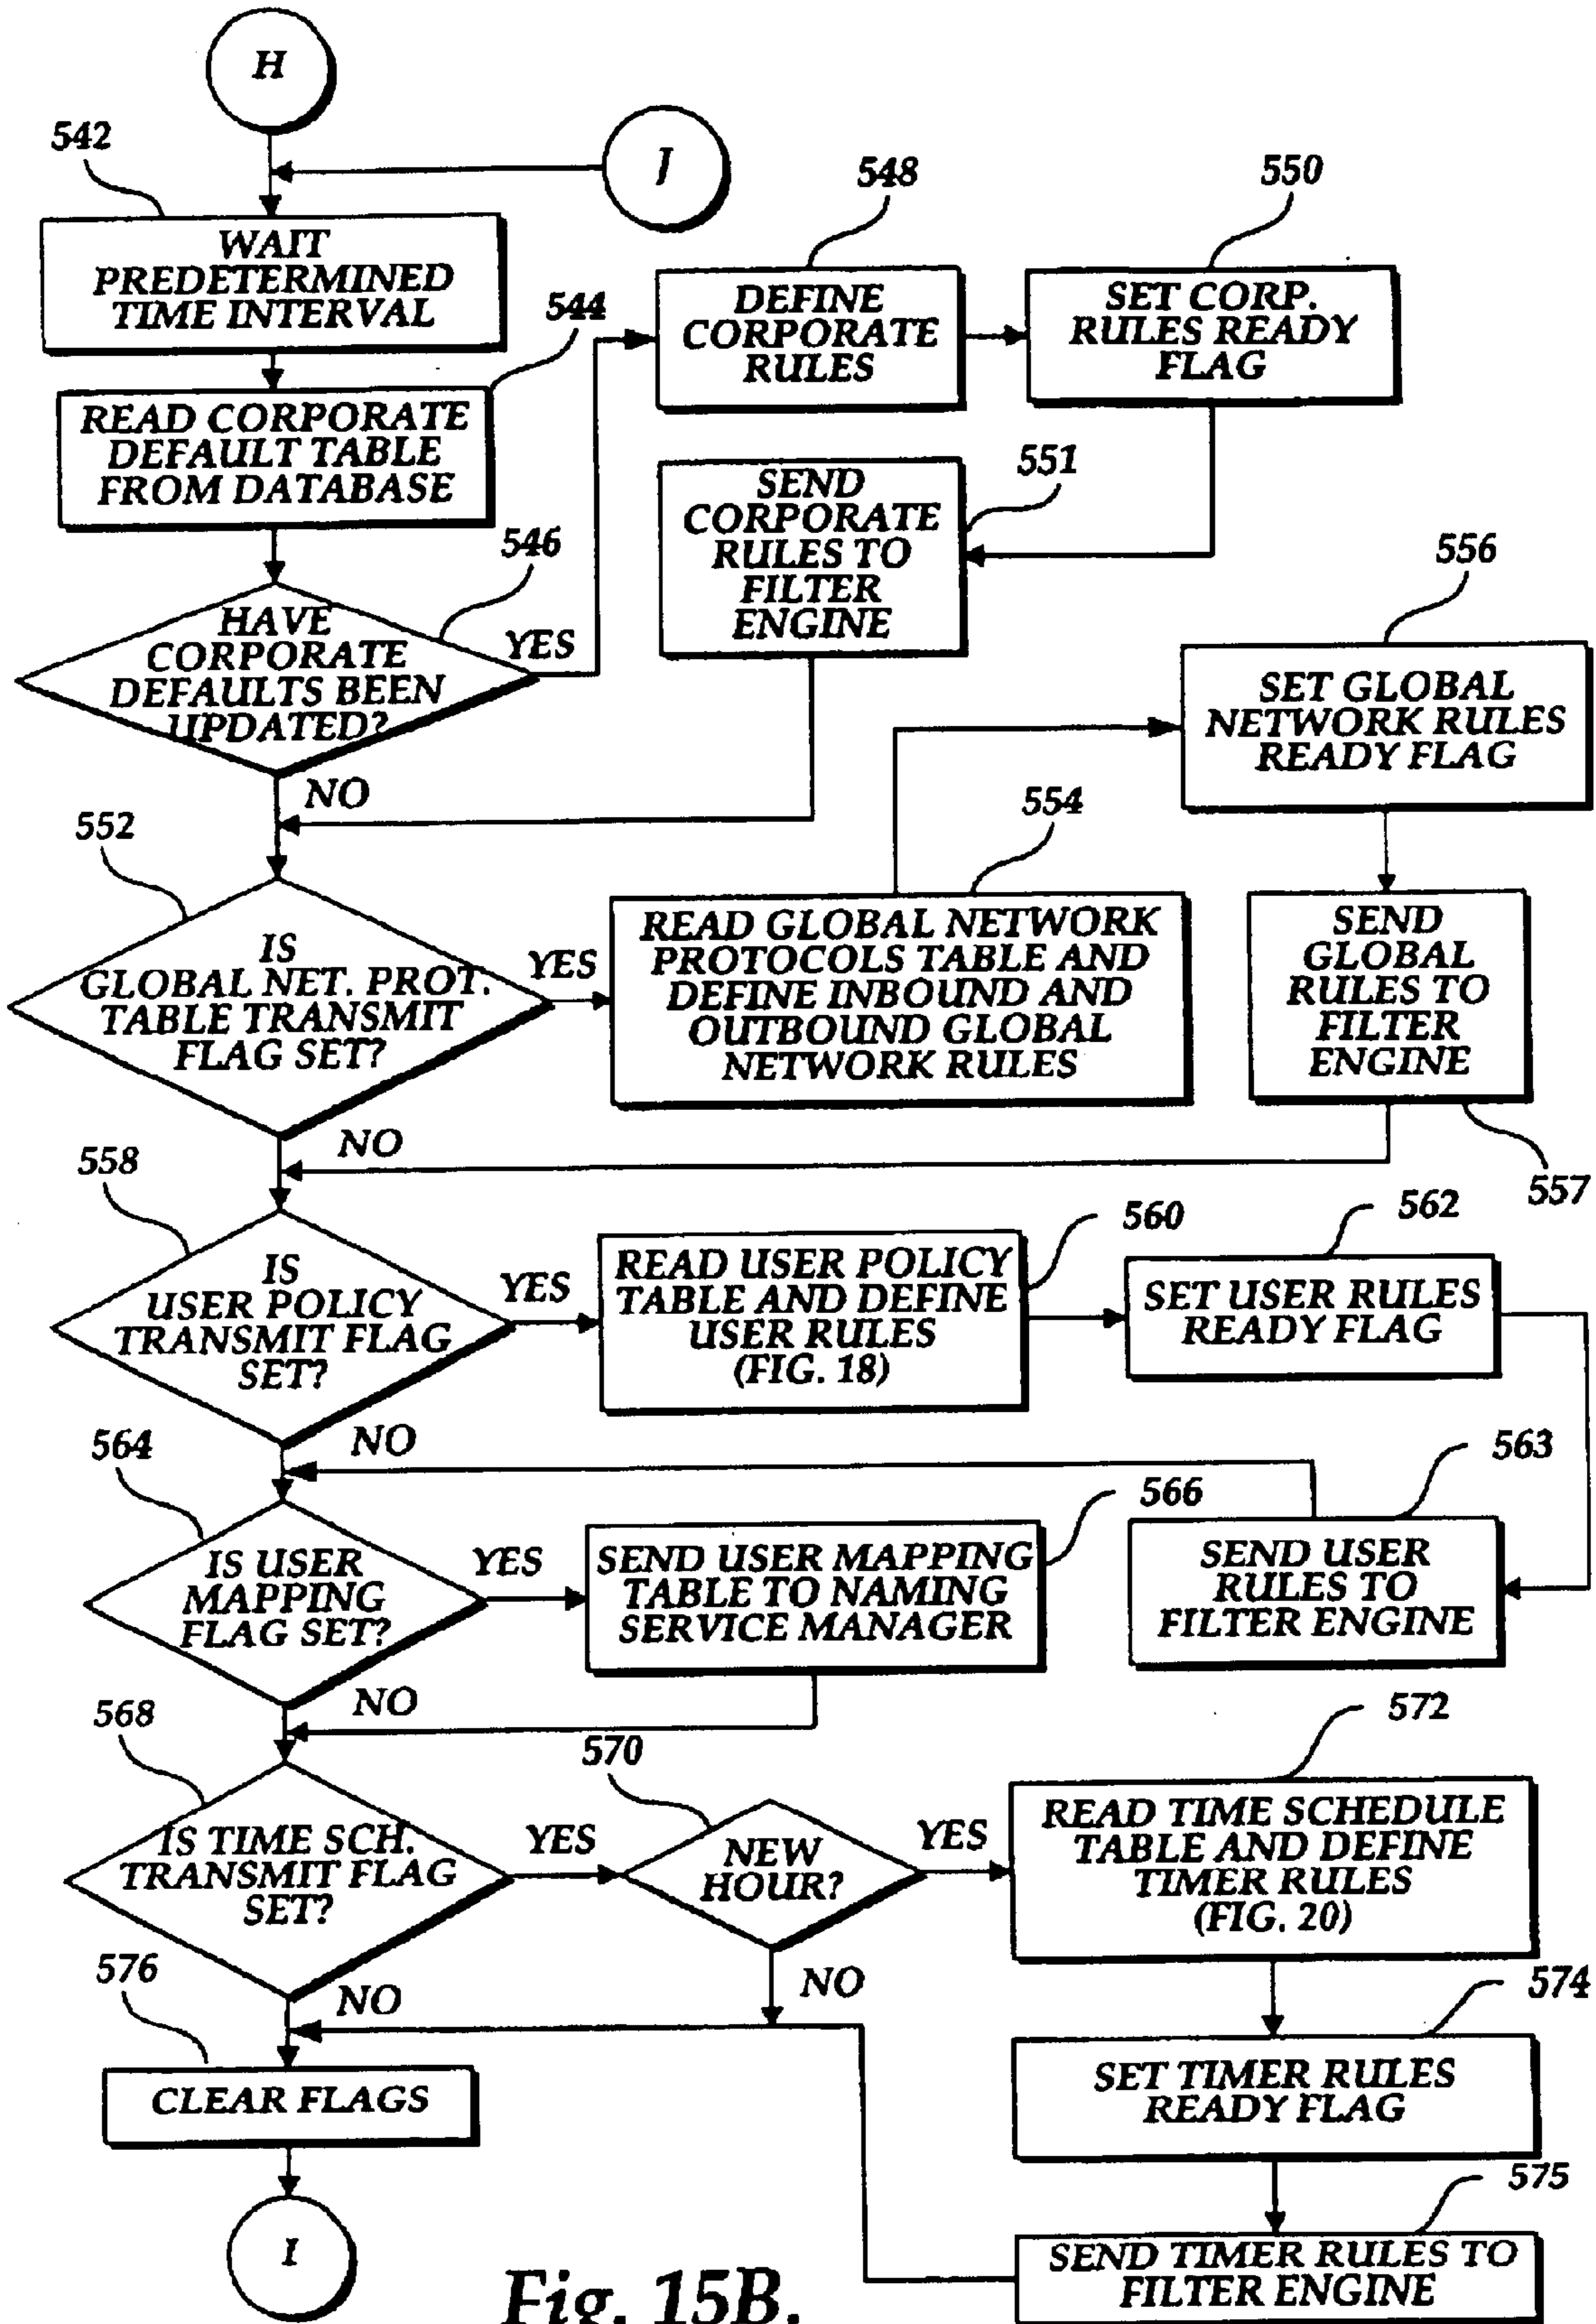 H
J
542
WAIT
PREDETERMINED
TIME INTERVAL
544
READ CORPORATE
DEFAULT TABLE
FROM DATABASE
546
HAVE
CORPORATE
DEFAULTS BEEN
UPDATED?
YES
NO
548
DEFINE
CORPORATE
RULES
550
SET CORP.
RULES READY
FLAG
551
SEND
CORPORATE
RULES TO
FILTER
ENGINE
552
IS
GLOBAL NET. PROT.
TABLE TRANSMIT
FLAG SET?
YES
NO
554
READ GLOBAL NETWORK
PROTOCOLS TABLE AND
DEFINE INBOUND AND
OUTBOUND GLOBAL
NETWORK RULES
556
SET GLOBAL
NETWORK RULES
READY FLAG
SEND
GLOBAL
RULES TO
FILTER
ENGINE
557
558
IS
USER POLICY
TRANSMIT FLAG
SET?
YES
NO
560
READ USER POLICY
TABLE AND DEFINE
USER RULES
(FIG. 18)
562
SET USER RULES
READY FLAG
563
SEND USER
RULES TO
FILTER ENGINE
564
IS USER
MAPPING
FLAG SET?
YES
NO
566
SEND USER MAPPING
TABLE TO NAMING
SERVICE MANAGER
568
IS TIME SCH.
TRANSMIT FLAG
SET?
YES
NO
570
NEW
HOUR?
YES
NO
572
READ TIME SCHEDULE
TABLE AND DEFINE
TIMER RULES
(FIG. 20)
574
SET TIMER RULES
READY FLAG
575
SEND TIMER RULES TO
FILTER ENGINE
576
CLEAR FLAGS
I
Fig. 15B.